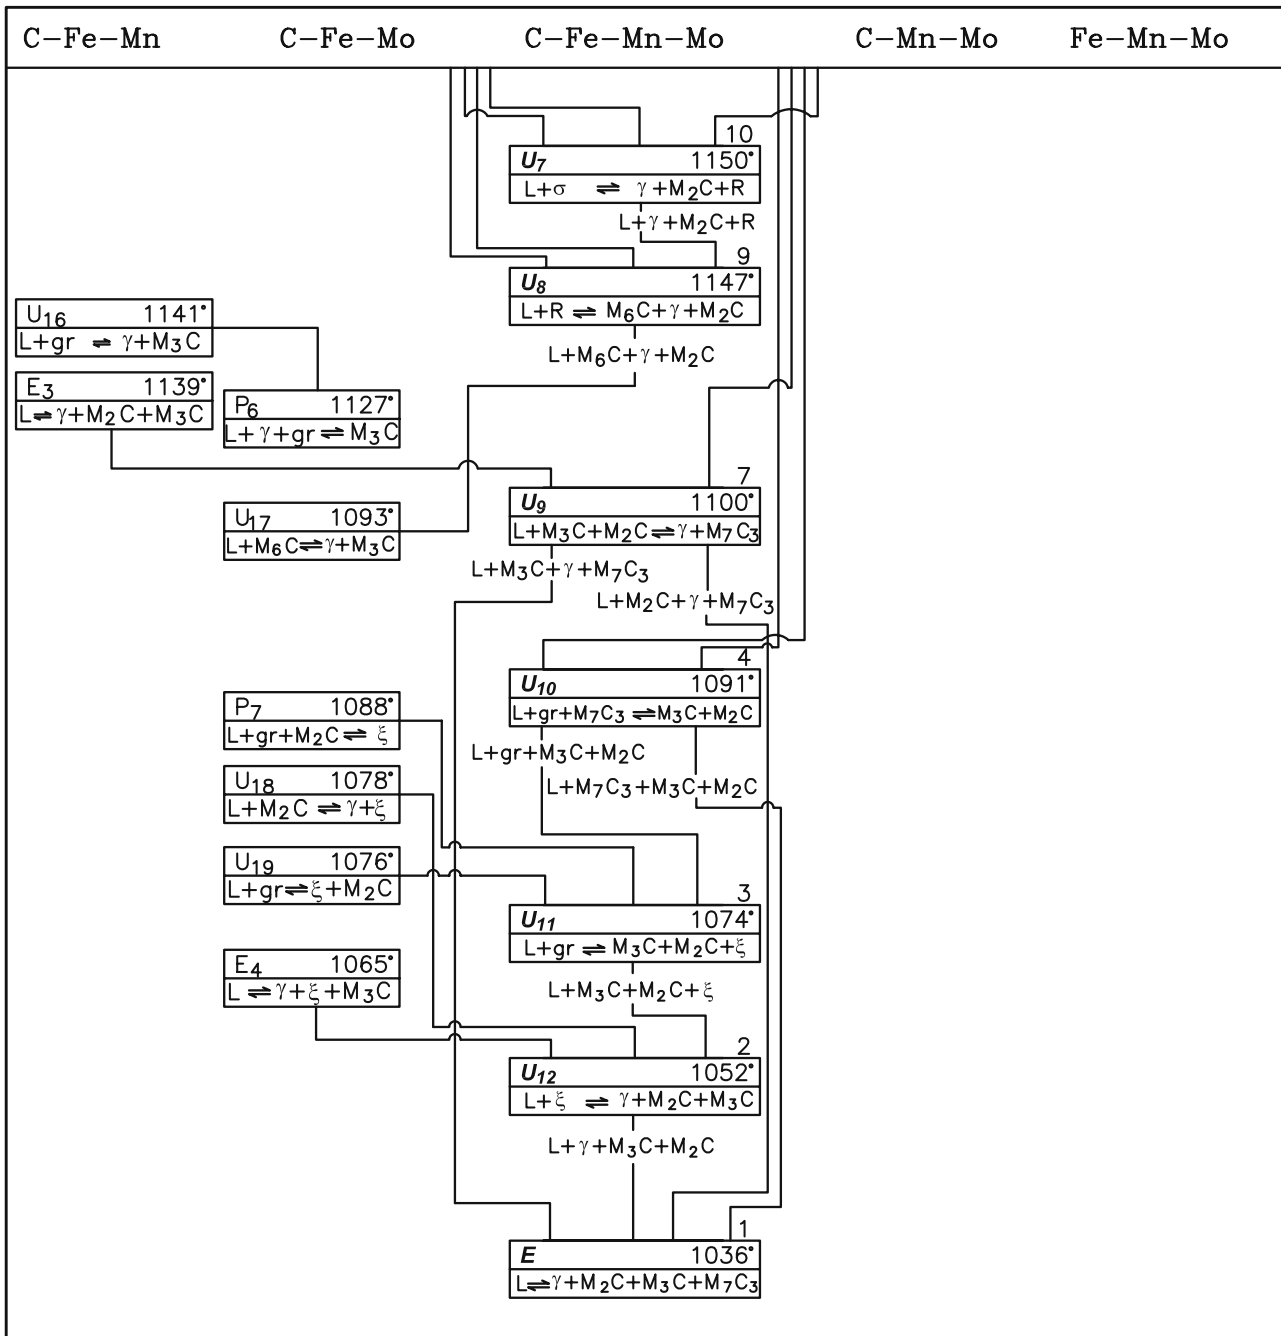 C–Fe–Mn C–Fe–Mo C–Fe–Mn–Mo C–Mn–Mo Fe–Mn–Mo
10
U₇ 1150°
L+σ ⇌ γ+M₂C+R
L+γ+M₂C+R
9
U₈ 1147°
L+R ⇌ M₆C+γ+M₂C
U₁₆ 1141°
L+gr ⇌ γ+M₃C
L+M₆C+γ+M₂C
E₃ 1139°
L⇌γ+M₂C+M₃C
P₆ 1127°
L+γ+gr⇌M₃C
7
U₉ 1100°
L+M₃C+M₂C⇌γ+M₇C₃
U₁₇ 1093°
L+M₆C⇌γ+M₃C
L+M₃C+γ+M₇C₃
L+M₂C+γ+M₇C₃
4
U₁₀ 1091°
L+gr+M₇C₃⇌M₃C+M₂C
P₇ 1088°
L+gr+M₂C⇌ ξ
L+gr+M₃C+M₂C
U₁₈ 1078°
L+M₂C ⇌γ+ξ
L+M₇C₃+M₃C+M₂C
U₁₉ 1076°
L+gr⇌ξ+M₂C
3
U₁₁ 1074°
L+gr ⇌ M₃C+M₂C+ξ
E₄ 1065°
L ⇌γ+ξ+M₃C
L+M₃C+M₂C+ξ
2
U₁₂ 1052°
L+ξ ⇌ γ+M₂C+M₃C
L+γ+M₃C+M₂C
1
E 1036°
L⇌γ+M₂C+M₃C+M₇C₃